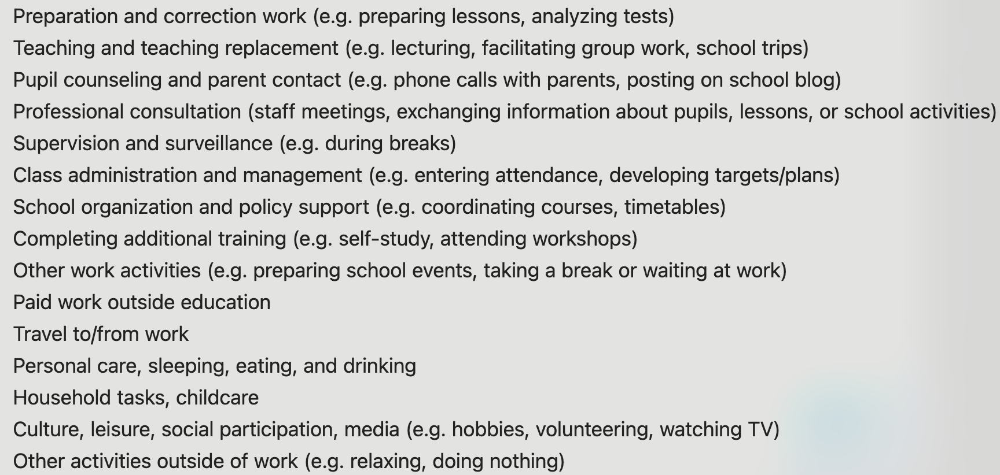 Preparation and correction work (e.g. preparing lessons, analyzing tests)
Teaching and teaching replacement (e.g. lecturing, facilitating group work, school trips)
Pupil counseling and parent contact (e.g. phone calls with parents, posting on school blog)
Professional consultation (staff meetings, exchanging information about pupils, lessons, or school activities)
Supervision and surveillance (e.g. during breaks)
Class administration and management (e.g. entering attendance, developing targets/plans)
School organization and policy support (e.g. coordinating courses, timetables)
Completing additional training (e.g. self-study, attending workshops)
Other work activities (e.g. preparing school events, taking a break or waiting at work)
Paid work outside education
Travel to/from work
Personal care, sleeping, eating, and drinking
Household tasks, childcare
Culture, leisure, social participation, media (e.g. hobbies, volunteering, watching TV)
Other activities outside of work (e.g. relaxing, doing nothing)